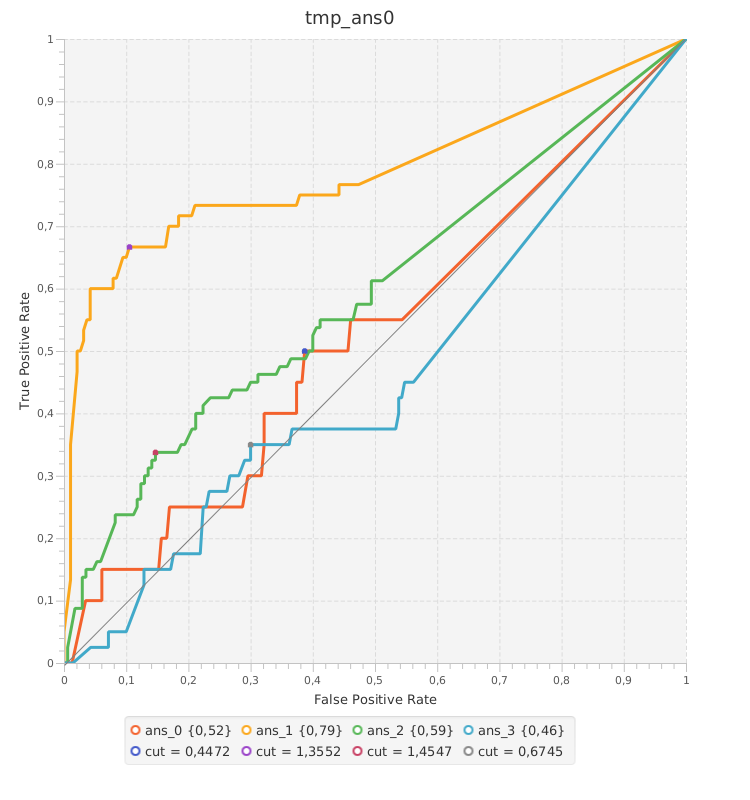 tmp_ans0
1
0,9
0,8
0,7
0,6
0,5
0,4
0,3
0,2
0,1
0
True Positive Rate
0 0,1 0,2 0,3 0,4 0,5 0,6 0,7 0,8 0,9 1
False Positive Rate
ans_0 {0,52} ans_1 {0,79} ans_2 {0,59} ans_3 {0,46}
cut = 0,4472 cut = 1,3552 cut = 1,4547 cut = 0,6745